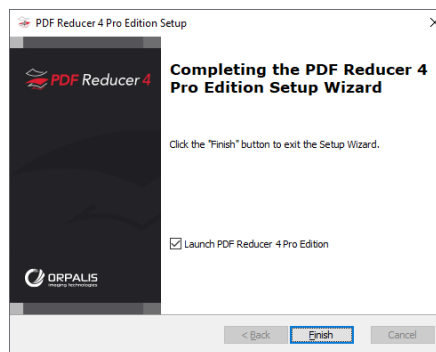 PDF Reducer 4 Pro Edition Setup
PDF Reducer 4
Completing the PDF Reducer 4
Pro Edition Setup Wizard
Click the "Finish" button to exit the Setup Wizard.
Launch PDF Reducer 4 Pro Edition
ORPALIS
imaging technologies
< Back Finish Cancel